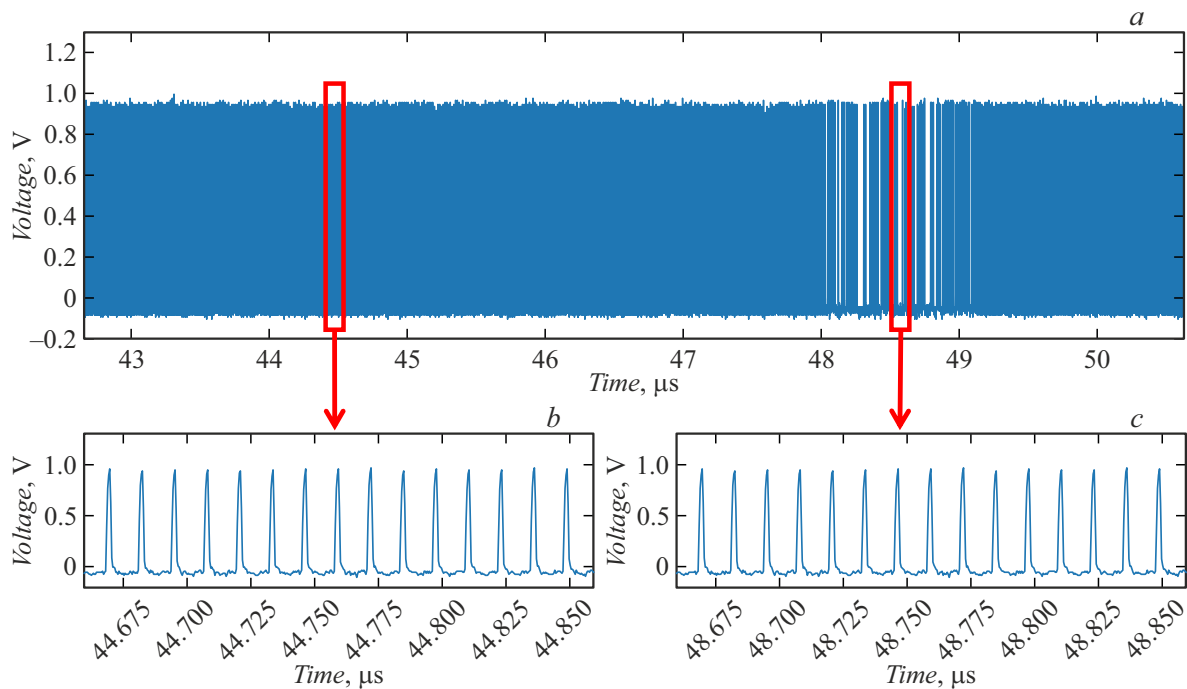 a
1.2
1.0
0.8
0.6
0.4
0.2
0
–0.2
Voltage, V
43 44 45 46 47 48 49 50
Time, μs
b c
1.0 1.0
0.5 0.5
0 0
Voltage, V Voltage, V
44.675 44.700 44.725 44.750 44.775 44.800 44.825 44.850
48.675 48.700 48.725 48.750 48.775 48.800 48.825 48.850
Time, μs Time, μs